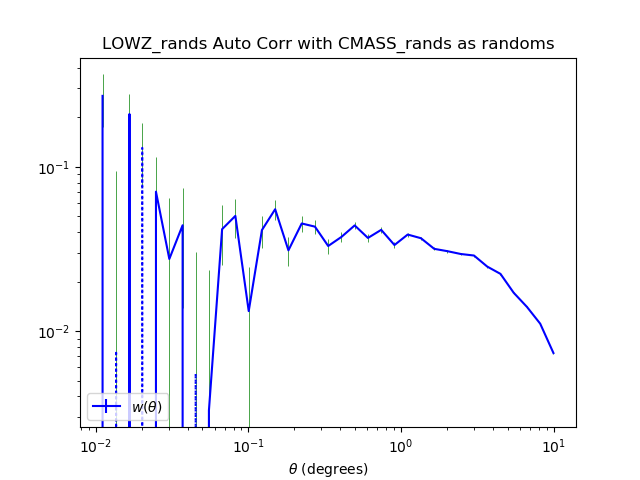 LOWZ_rands Auto Corr with CMASS_rands as randoms
10⁻¹
10⁻²
w(θ)
10⁻² 10⁻¹ 10⁰ 10¹
θ (degrees)